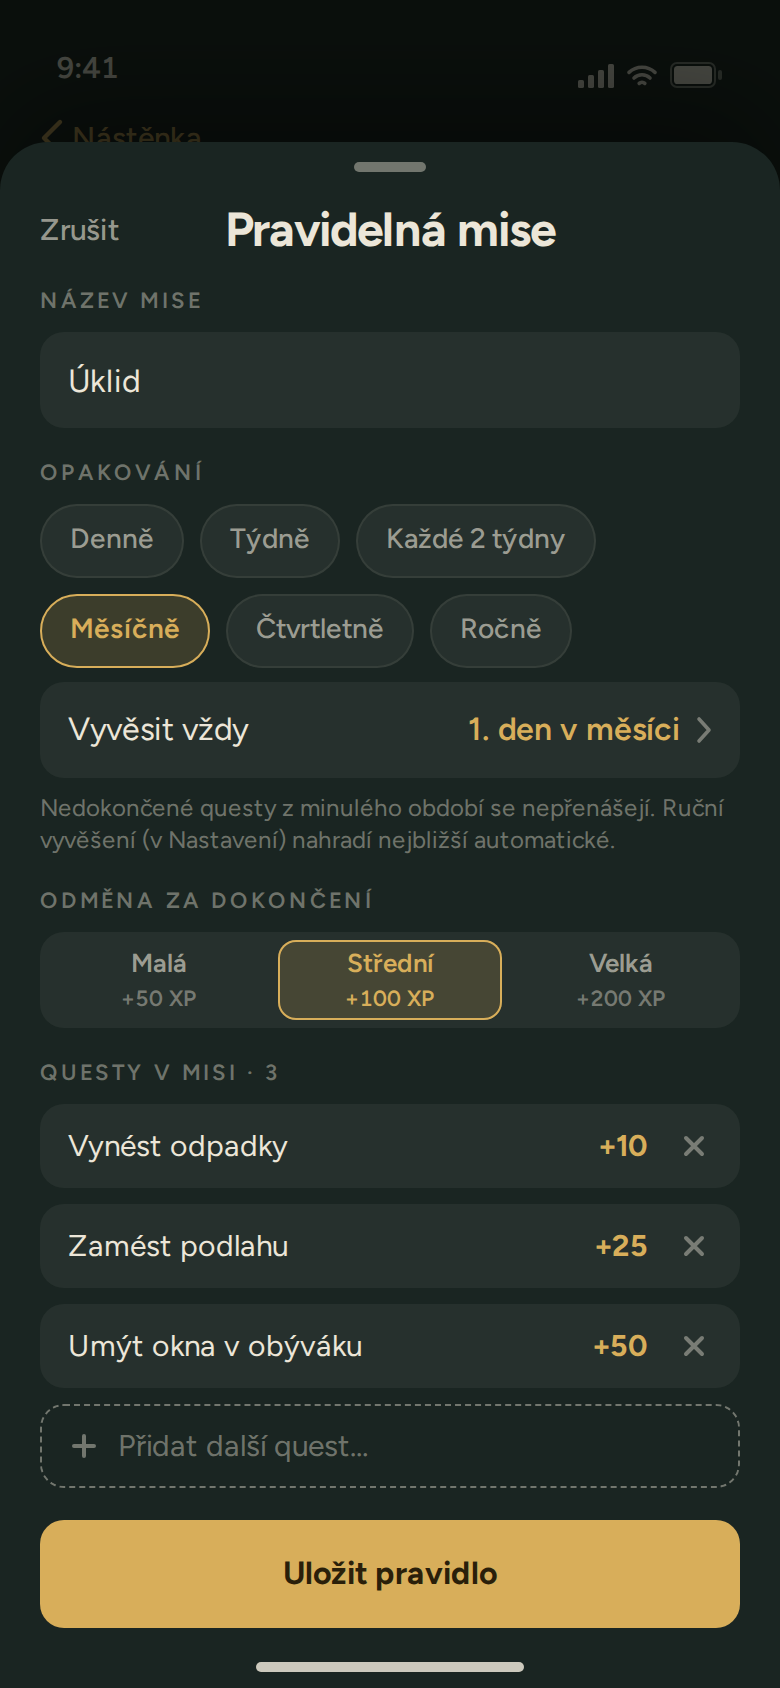 9:41
Nástěnka
Zrušit
Pravidelná mise
NÁZEV MISE
Úklid
OPAKOVÁNÍ
Denně
Týdně
Každé 2 týdny
Měsíčně
Čtvrtletně
Ročně
Vyvěsit vždy
1. den v měsíci
Nedokončené questy z minulého období se nepřenášejí. Ruční
vyvěšení (v Nastavení) nahradí nejbližší automatické.
ODMĚNA ZA DOKONČENÍ
Malá
+50 XP
Střední
+100 XP
Velká
+200 XP
QUESTY V MISI · 3
Vynést odpadky
+10
Zamést podlahu
+25
Umýt okna v obýváku
+50
Přidat další quest...
Uložit pravidlo